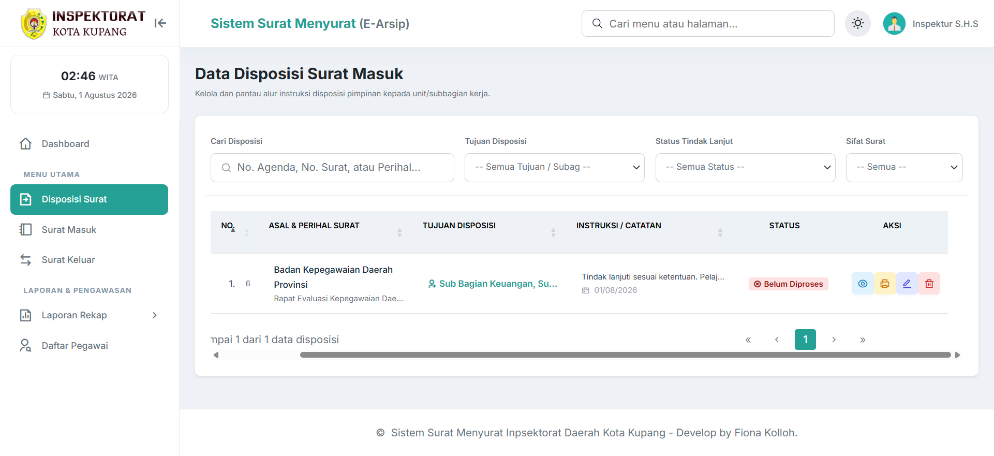 INSPEKTORAT
KOTA KUPANG
Sistem Surat Menyurat (E-Arsip)
Cari menu atau halaman...
Inspektur S.H.S
02:46 WITA
Sabtu, 1 Agustus 2026
Dashboard
MENU UTAMA
Disposisi Surat
Surat Masuk
Surat Keluar
LAPORAN & PENGAWASAN
Laporan Rekap
Daftar Pegawai
Data Disposisi Surat Masuk
Kelola dan pantau alur instruksi disposisi pimpinan kepada unit/subbagian kerja.
Cari Disposisi Tujuan Disposisi Status Tindak Lanjut Sifat Surat
No. Agenda, No. Surat, atau Perihal... -- Semua Tujuan / Subag -- -- Semua Status -- -- Semua --
NO. ASAL & PERIHAL SURAT TUJUAN DISPOSISI INSTRUKSI / CATATAN STATUS AKSI
1. 6
Badan Kepegawaian Daerah
Provinsi
Rapat Evaluasi Kepegawaian Dae...
Sub Bagian Keuangan, Su...
Tindak lanjuti sesuai ketentuan. Pelaj...
01/08/2026
Belum Diproses
mpai 1 dari 1 data disposisi
« ‹ 1 › »
© Sistem Surat Menyurat Inpsektorat Daerah Kota Kupang - Develop by Fiona Kolloh.